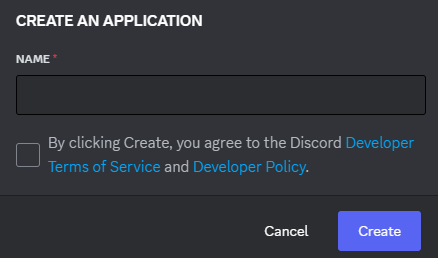 CREATE AN APPLICATION
NAME *
By clicking Create, you agree to the Discord Developer
Terms of Service and Developer Policy.
Cancel
Create